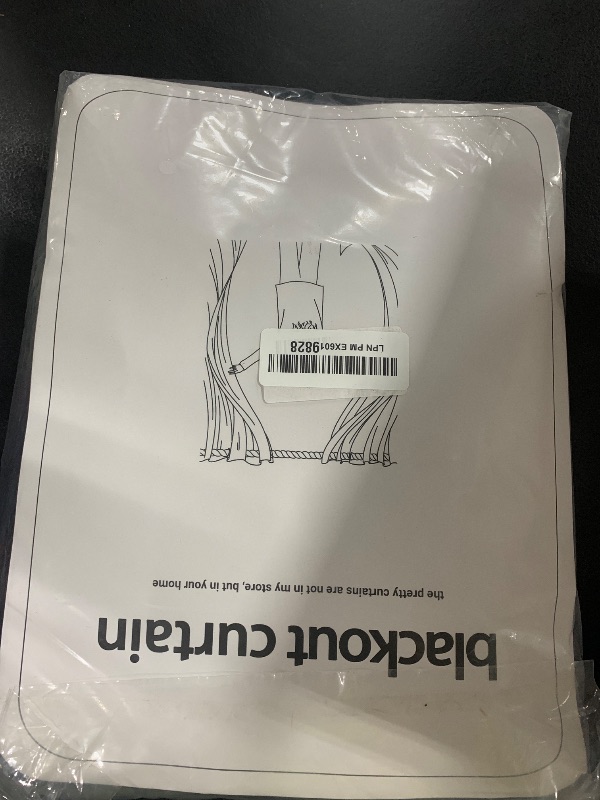 blackout curtain
the pretty curtains are not in my store, but in your home
LPN PM EX6019828